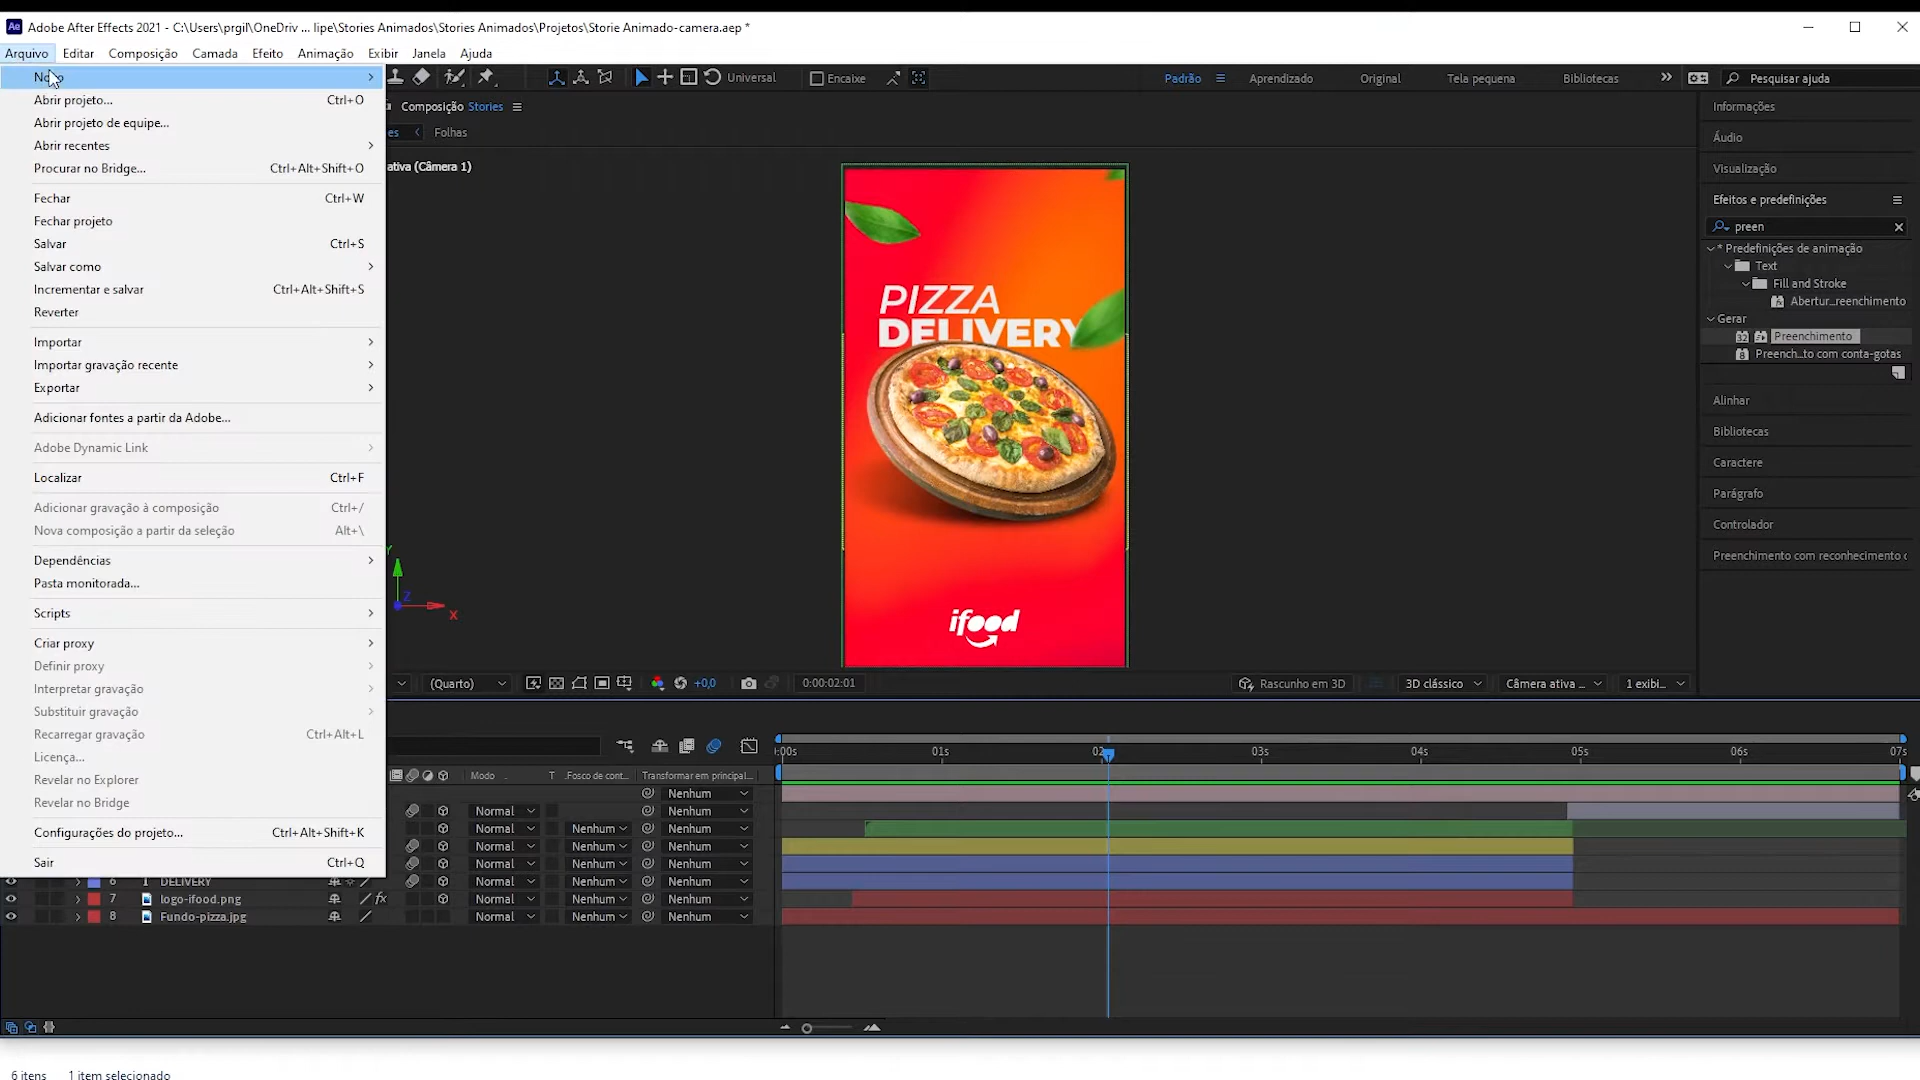 Adobe After Effects 2021 - C:\Users\prgil\OneDriv ... lipe\Stories Animados\Stories Animados\Projetos\Storie Animado-camera.aep *
Arquivo Editar Composição Camada Efeito Animação Exibir Janela Ajuda
Universal Encaixe Padrão Aprendizado Original Tela pequena Bibliotecas Pesquisar ajuda
Abrir projeto... Ctrl+O
Abrir projeto de equipe...
Abrir recentes
Procurar no Bridge... Ctrl+Alt+Shift+O
Fechar Ctrl+W
Fechar projeto
Salvar Ctrl+S
Salvar como
Incrementar e salvar Ctrl+Alt+Shift+S
Reverter
Importar
Importar gravação recente
Exportar
Adicionar fontes a partir da Adobe...
Adobe Dynamic Link
Localizar Ctrl+F
Adicionar gravação à composição Ctrl+/
Nova composição a partir da seleção Alt+\
Dependências
Pasta monitorada...
Scripts
Criar proxy
Definir proxy
Interpretar gravação
Substituir gravação
Recarregar gravação Ctrl+Alt+L
Licença...
Revelar no Explorer
Revelar no Bridge
Configurações do projeto... Ctrl+Alt+Shift+K
Sair Ctrl+Q
Composição Stories
es Folhas
ativa (Câmera 1)
PIZZA
DELIVERY
ifood
Y
Z
X
(Quarto) +0,0 0:00:02:01 Rascunho em 3D 3D clássico Câmera ativa ... 1 exibi...
Informações
Áudio
Visualização
Efeitos e predefinições
preen
* Predefinições de animação
Text
Fill and Stroke
Abertur...reenchimento
Gerar
32 Preenchimento
8 Preench...to com conta-gotas
Alinhar
Bibliotecas
Caractere
Parágrafo
Controlador
Preenchimento com reconhecimento c
:00s 01s 02 03s 04s 05s 06s 07s
Modo T .Fosco de cont... Transformar em principal...
Nenhum
Normal Nenhum
Normal Nenhum Nenhum
Normal Nenhum Nenhum
Normal Nenhum Nenhum
6 T DELIVERY Normal Nenhum Nenhum
7 logo-ifood.png fx Normal Nenhum Nenhum
8 Fundo-pizza.jpg Normal Nenhum Nenhum
6 itens 1 item selecionado